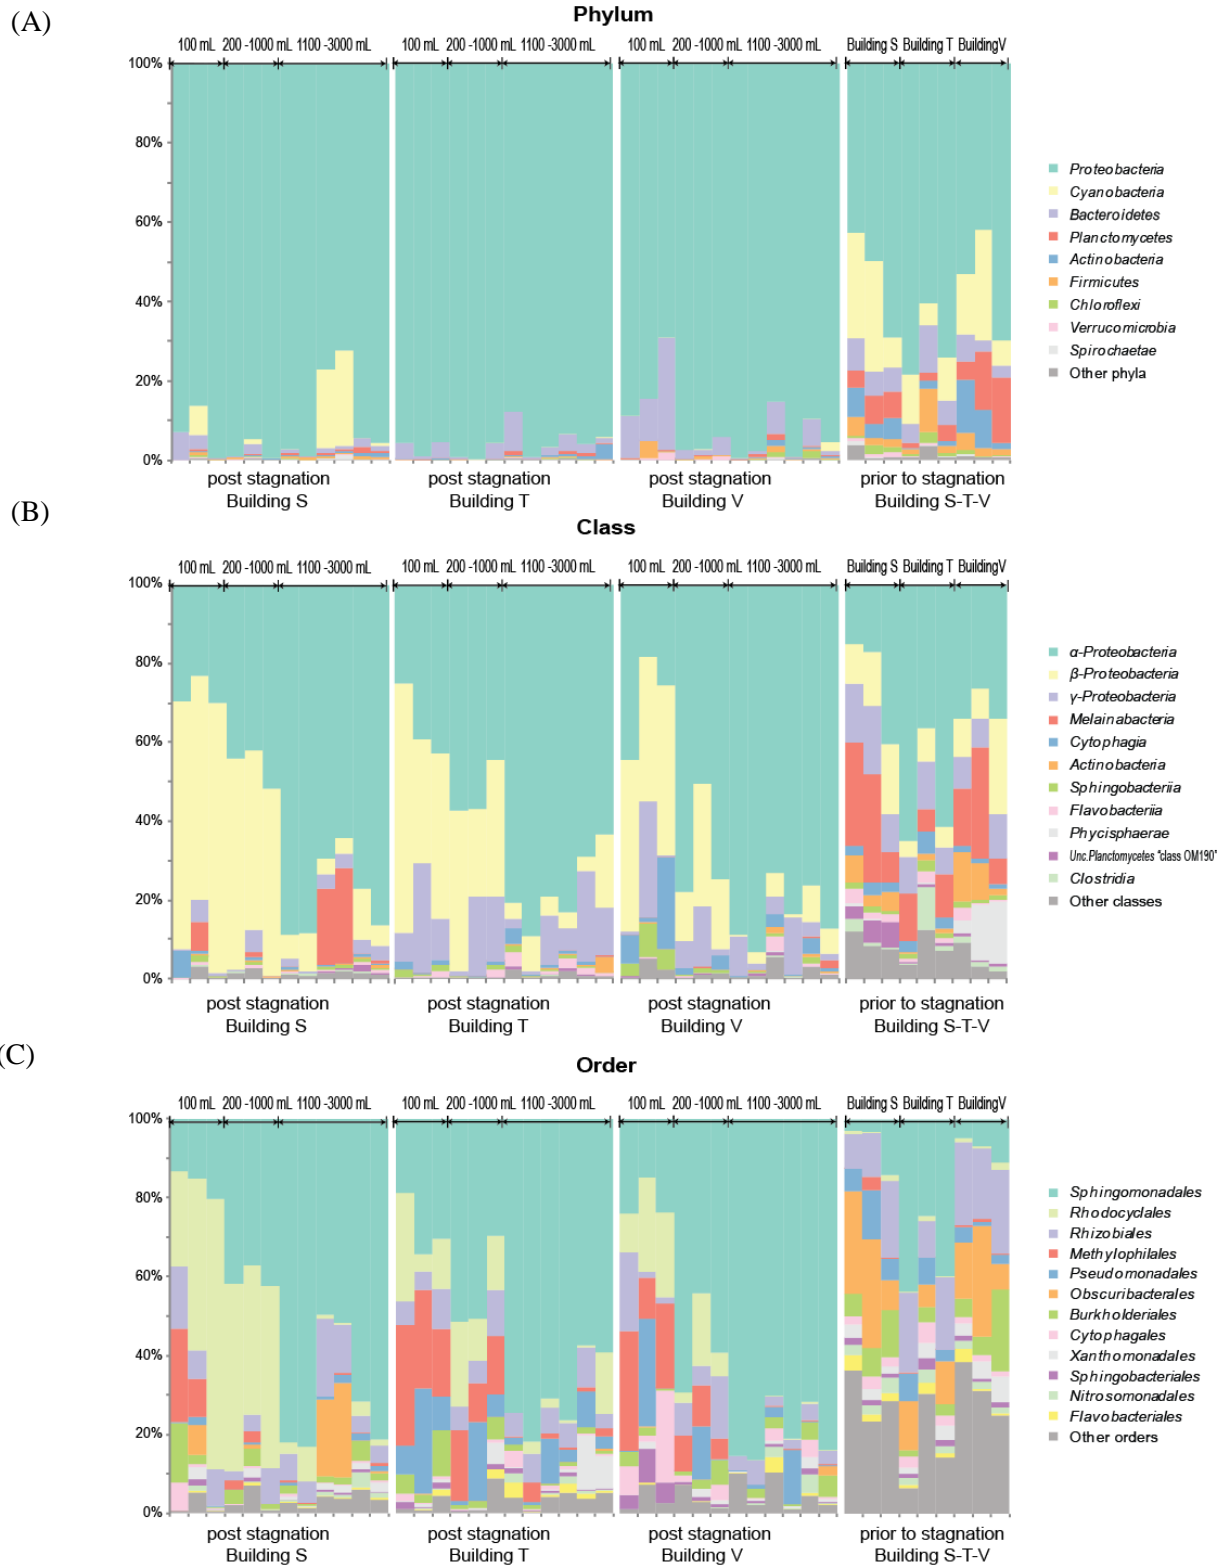 (A)
Phylum
100 mL 200 -1000 mL 1100 -3000 mL 100 mL 200 -1000 mL 1100 -3000 mL 100 mL 200 -1000 mL 1100 -3000 mL Building S Building T BuildingV
100%
80%
60%
40%
20%
0%
Proteobacteria
Cyanobacteria
Bacteroidetes
Planctomycetes
Actinobacteria
Firmicutes
Chloroflexi
Verrucomicrobia
Spirochaetae
Other phyla
post stagnation post stagnation post stagnation prior to stagnation
Building S Building T Building V Building S-T-V
(B)
Class
100 mL 200 -1000 mL 1100 -3000 mL 100 mL 200 -1000 mL 1100 -3000 mL 100 mL 200 -1000 mL 1100 -3000 mL Building S Building T BuildingV
100%
80%
60%
40%
20%
0%
α-Proteobacteria
β-Proteobacteria
γ-Proteobacteria
Melainabacteria
Cytophagia
Actinobacteria
Sphingobacteriia
Flavobacteriia
Phycisphaerae
Unc.Planctomycetes "class OM190"
Clostridia
Other classes
post stagnation post stagnation post stagnation prior to stagnation
Building S Building T Building V Building S-T-V
(C)
Order
100 mL 200 -1000 mL 1100 -3000 mL 100 mL 200 -1000 mL 1100 -3000 mL 100 mL 200 -1000 mL 1100 -3000 mL Building S Building T BuildingV
100%
80%
60%
40%
20%
0%
Sphingomonadales
Rhodocyclales
Rhizobiales
Methylophilales
Pseudomonadales
Obscuribacterales
Burkholderiales
Cytophagales
Xanthomonadales
Sphingobacteriales
Nitrosomonadales
Flavobacteriales
Other orders
post stagnation post stagnation post stagnation prior to stagnation
Building S Building T Building V Building S-T-V